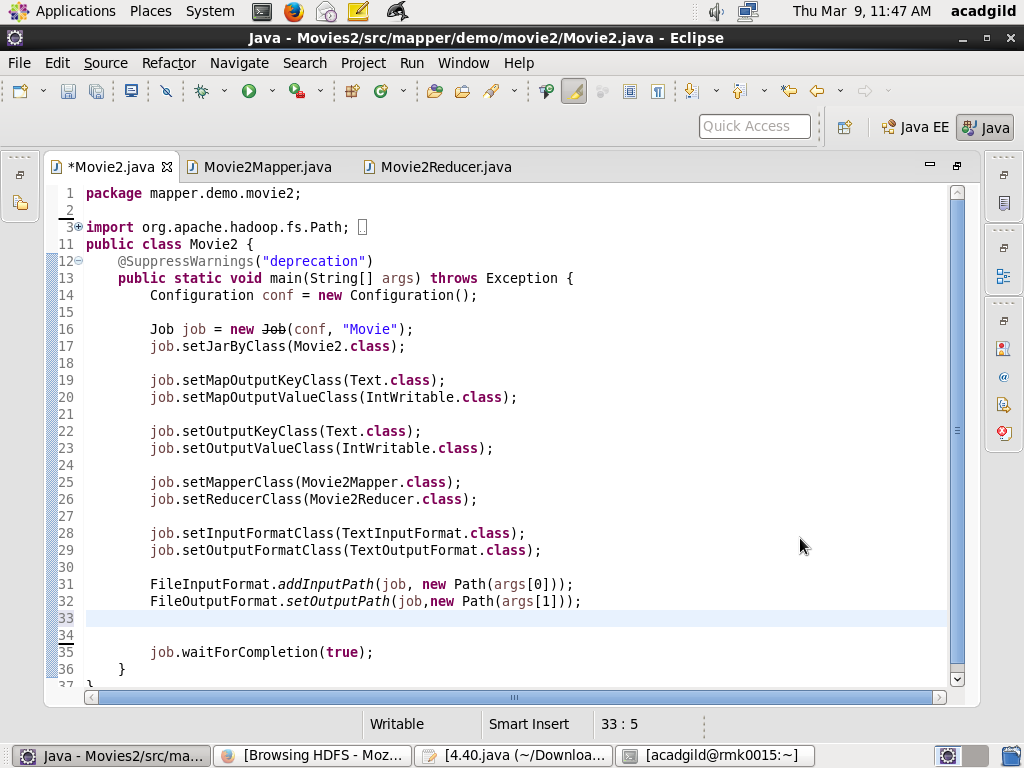 Applications Places System Thu Mar 9, 11:47 AM acadgild
Java - Movies2/src/mapper/demo/movie2/Movie2.java - Eclipse
File Edit Source Refactor Navigate Search Project Run Window Help
Quick Access Java EE Java
*Movie2.java Movie2Mapper.java Movie2Reducer.java
1 package mapper.demo.movie2;
2
3 import org.apache.hadoop.fs.Path;
11 public class Movie2 {
12 @SuppressWarnings("deprecation")
13 public static void main(String[] args) throws Exception {
14 Configuration conf = new Configuration();
15
16 Job job = new Job(conf, "Movie");
17 job.setJarByClass(Movie2.class);
18
19 job.setMapOutputKeyClass(Text.class);
20 job.setMapOutputValueClass(IntWritable.class);
21
22 job.setOutputKeyClass(Text.class);
23 job.setOutputValueClass(IntWritable.class);
24
25 job.setMapperClass(Movie2Mapper.class);
26 job.setReducerClass(Movie2Reducer.class);
27
28 job.setInputFormatClass(TextInputFormat.class);
29 job.setOutputFormatClass(TextOutputFormat.class);
30
31 FileInputFormat.addInputPath(job, new Path(args[0]));
32 FileOutputFormat.setOutputPath(job,new Path(args[1]));
33
34
35 job.waitForCompletion(true);
36 }
37 }
Writable Smart Insert 33 : 5
Java - Movies2/src/ma... [Browsing HDFS - Moz... [4.40.java (~/Downloa... [acadgild@rmk0015:~]